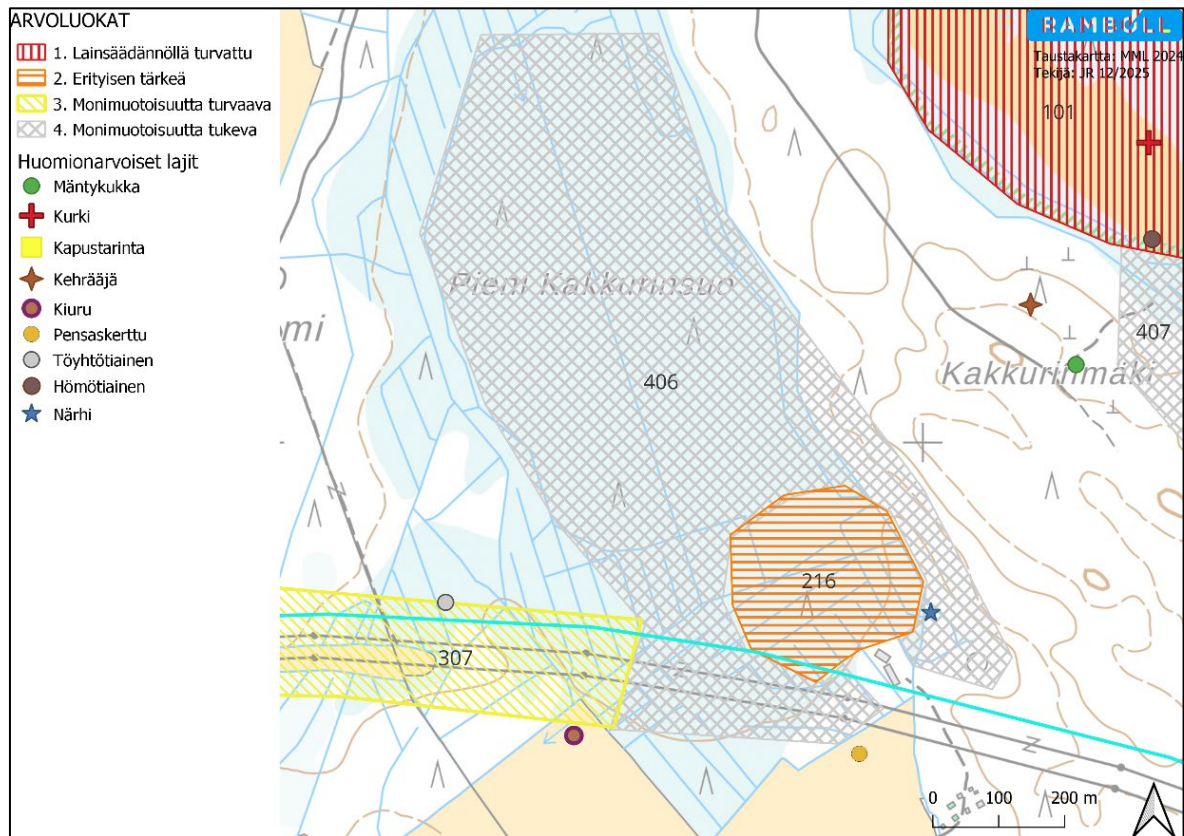 ARVOLUOKAT
1. Lainsäädännöllä turvattu
2. Erityisen tärkeä
3. Monimuotoisuutta turvaava
4. Monimuotoisuutta tukeva
Huomionarvoiset lajit
Mäntykukka
Kurki
Kapustarinta
Kehrääjä
Kiuru
Pensaskerttu
Töyhtötiainen
Hömötiainen
Närhi
RAMBOLL
Taustakartta: MML 2024
Tekijä: JR 12/2025
101
Pieni Kakkurinsuo
mi
407
406
Kakkurinmäki
216
307
0 100 200 m